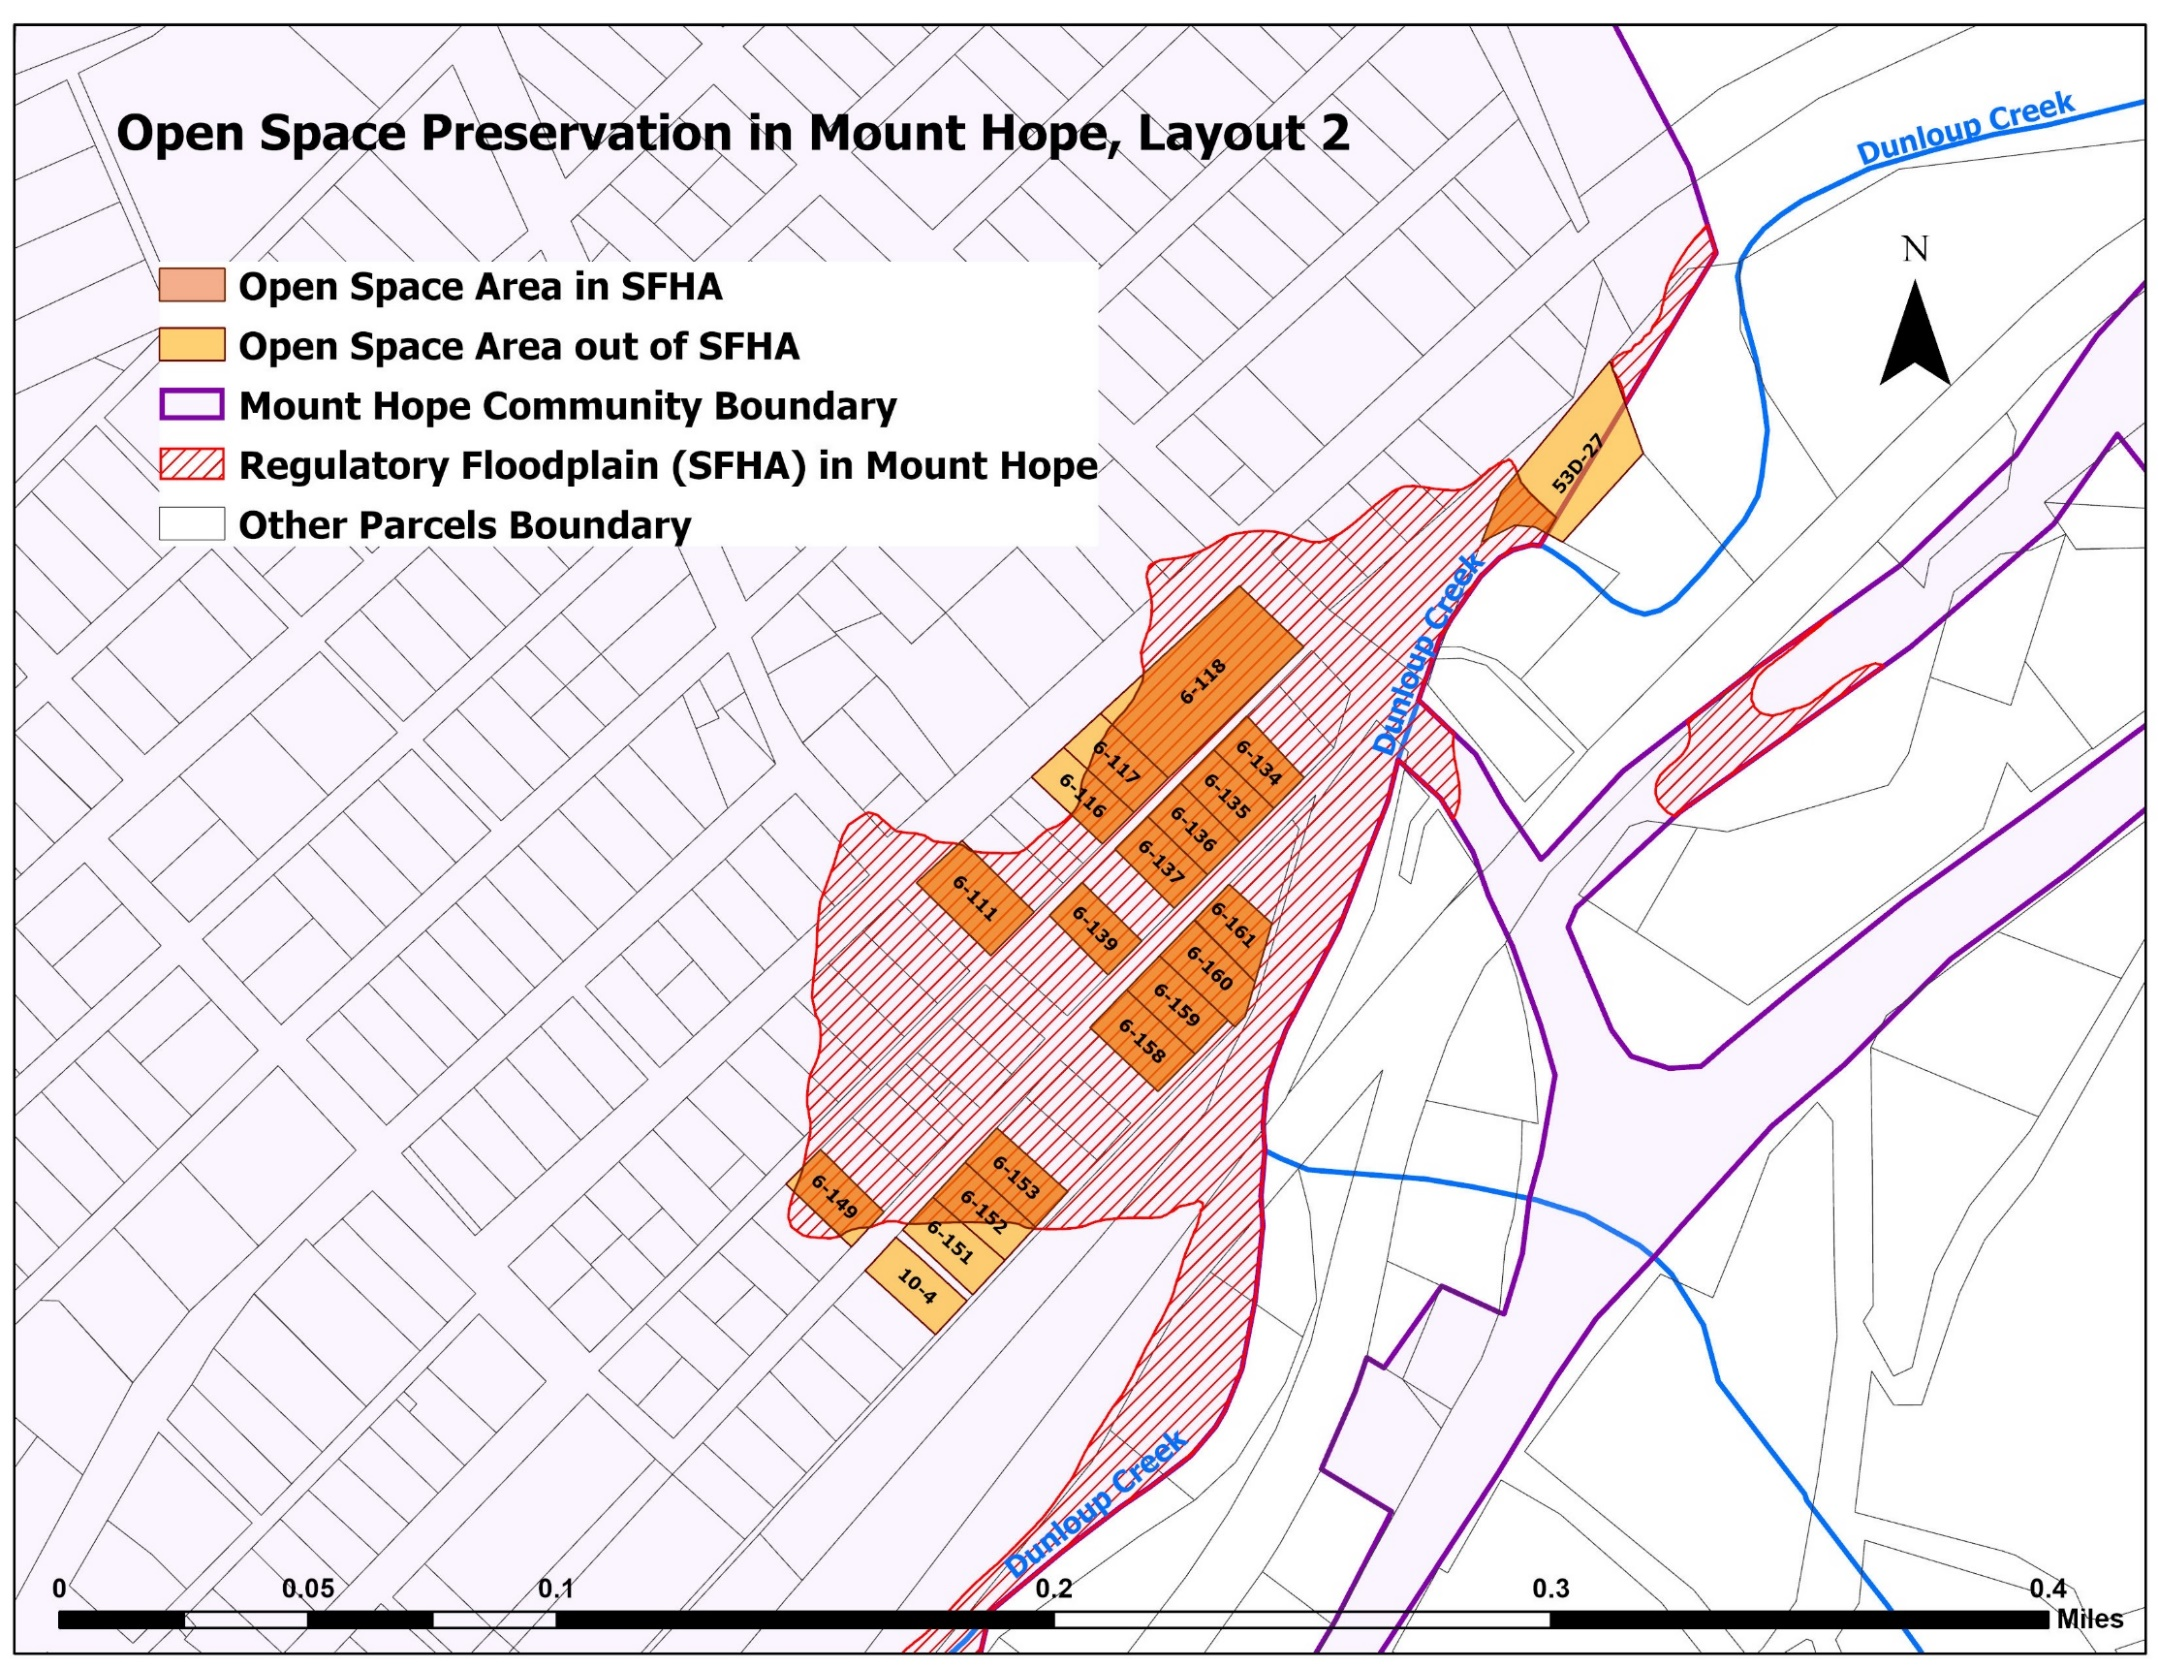 Open Space Preservation in Mount Hope, Layout 2
Dunloup Creek
N
Open Space Area in SFHA
Open Space Area out of SFHA
Mount Hope Community Boundary
Regulatory Floodplain (SFHA) in Mount Hope
Other Parcels Boundary
53D-27
Dunloup Creek
6-118
6-117
6-116
6-134
6-135
6-136
6-137
6-111
6-139
6-161
6-160
6-159
6-158
6-153
6-152
6-151
6-149
10-4
Dunloup Creek
0 0.05 0.1 0.2 0.3 0.4
Miles